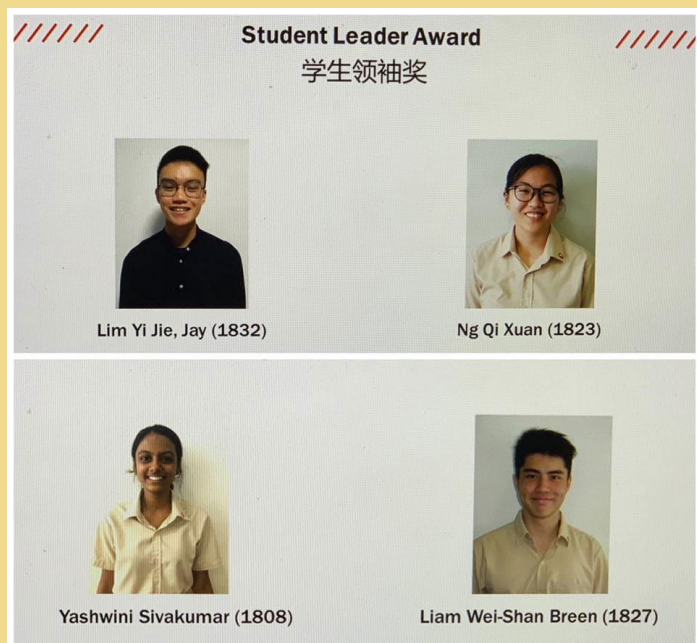 Student Leader Award
学生领袖奖
Lim Yi Jie, Jay (1832)
Ng Qi Xuan (1823)
Yashwini Sivakumar (1808)
Liam Wei-Shan Breen (1827)